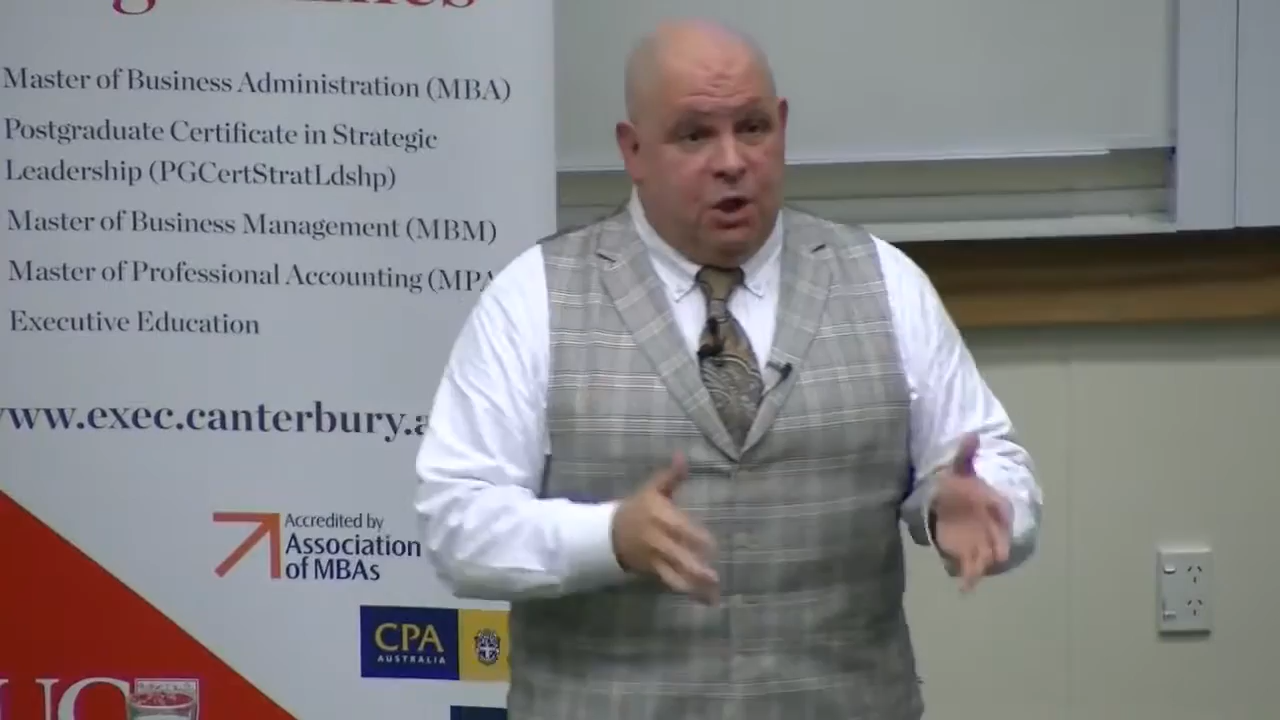 Master of Business Administration (MBA)
Postgraduate Certificate in Strategic
Leadership (PGCertStratLdshp)
Master of Business Management (MBM)
Master of Professional Accounting (MPA
Executive Education
www.exec.canterbury.a
Accredited by
Association
of MBAs
CPA
AUSTRALIA
UC